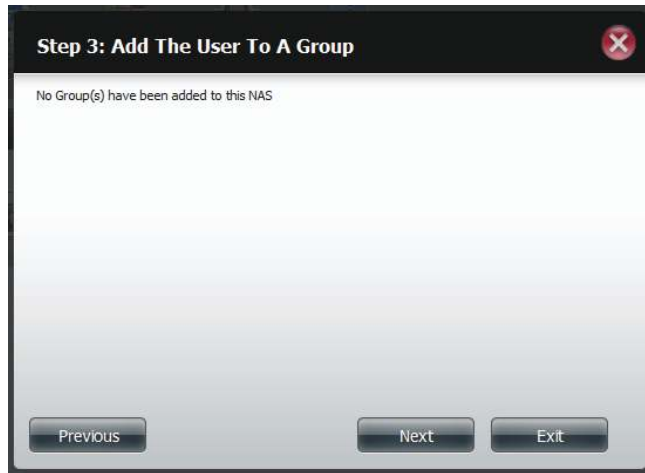 Step 3: Add The User To A Group
No Group(s) have been added to this NAS
Previous
Next
Exit